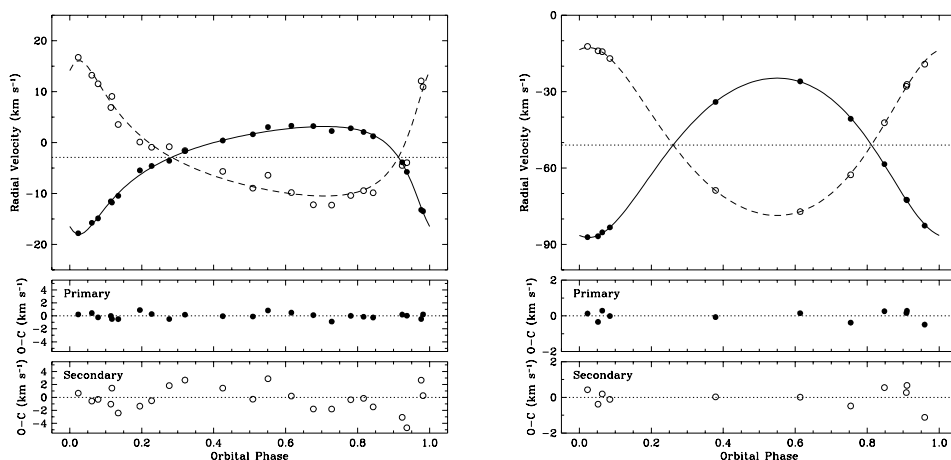 20
10
0
-10
-20
Radial Velocity (km s⁻¹)
Primary
4
2
0
-2
-4
O-C (km s⁻¹)
Secondary
4
2
0
-2
-4
O-C (km s⁻¹)
0.0 0.2 0.4 0.6 0.8 1.0
Orbital Phase
0
-30
-60
-90
Radial Velocity (km s⁻¹)
Primary
2
0
-2
O-C (km s⁻¹)
Secondary
2
0
-2
O-C (km s⁻¹)
0.0 0.2 0.4 0.6 0.8 1.0
Orbital Phase